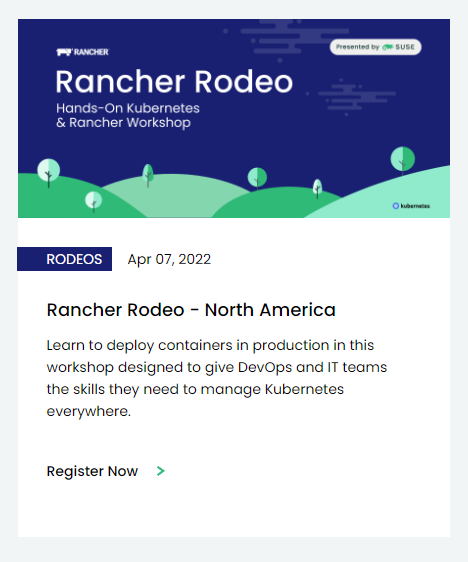 RANCHER
Presented by SUSE
Rancher Rodeo
Hands-On Kubernetes
& Rancher Workshop
kubernetes
RODEOS
Apr 07, 2022
Rancher Rodeo - North America
Learn to deploy containers in production in this
workshop designed to give DevOps and IT teams
the skills they need to manage Kubernetes
everywhere.
Register Now >